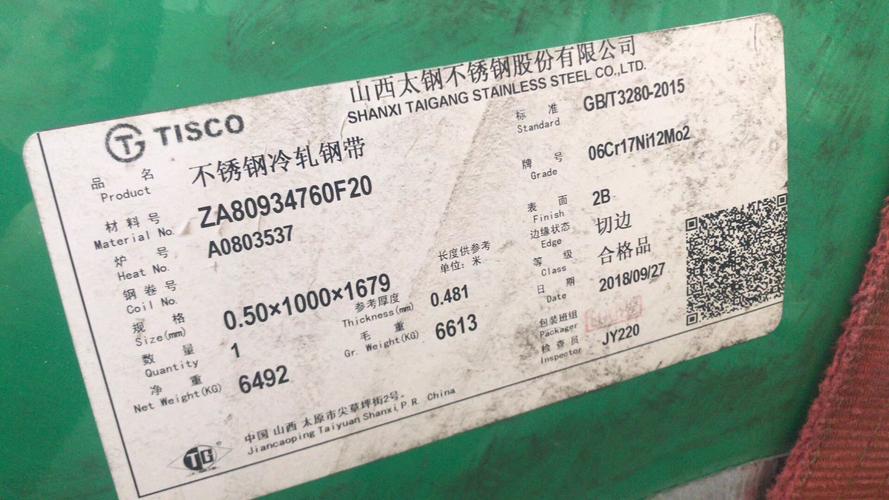 山西太钢不锈钢股份有限公司
SHANXI TAIGANG STAINLESS STEEL CO.,LTD.
TISCO
品名 Product 不锈钢冷轧钢带
标准 Standard GB/T3280-2015
材料号 Material No. ZA80934760F20
牌号 Grade 06Cr17Ni12Mo2
炉号 Heat No. A0803537
表面 Finish 2B
钢卷号 Coil No.
边缘状态 Edge 切边
规格 Size(mm) 0.50×1000×1679
长度供参考 单位：米
等级 Class 合格品
数量 Quantity 1
参考厚度 Thickness(mm) 0.481
日期 Date 2018/09/27
净重 Net Weight(KG) 6492
毛重 Gr. Weight(KG) 6613
包装班组 Packager
检查员 Inspector JY220
TG
中国 山西 太原市尖草坪街2号。
Jiancaoping Taiyuan Shanxi,P.R. China